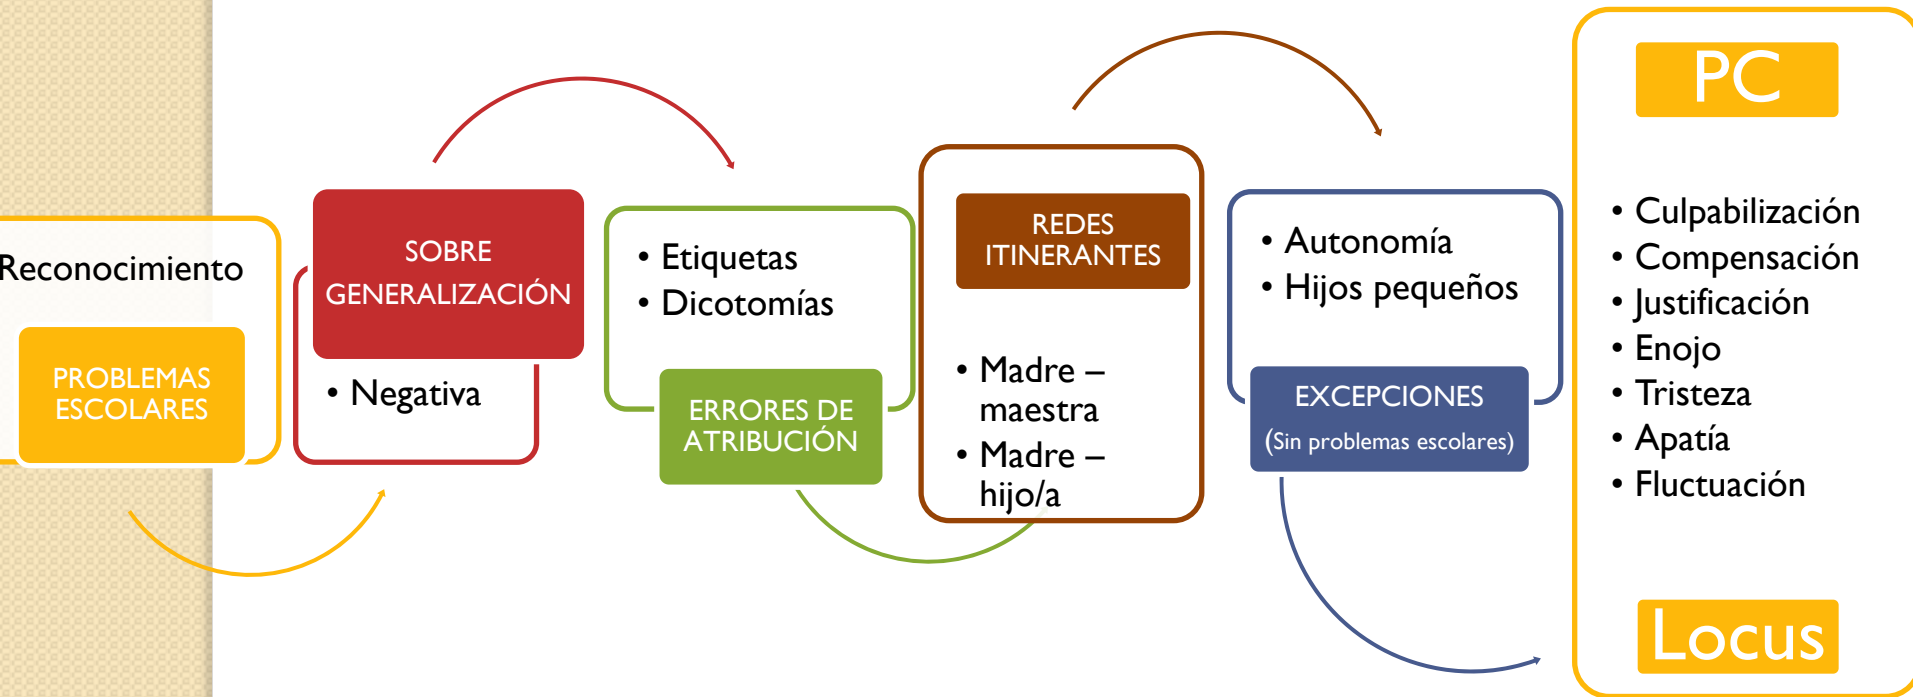 Reconocimiento
PROBLEMAS
ESCOLARES
SOBRE
GENERALIZACIÓN
• Negativa
• Etiquetas
• Dicotomías
ERRORES DE
ATRIBUCIÓN
REDES
ITINERANTES
• Madre –
maestra
• Madre –
hijo/a
• Autonomía
• Hijos pequeños
EXCEPCIONES
(Sin problemas escolares)
PC
• Culpabilización
• Compensación
• Justificación
• Enojo
• Tristeza
• Apatía
• Fluctuación
Locus